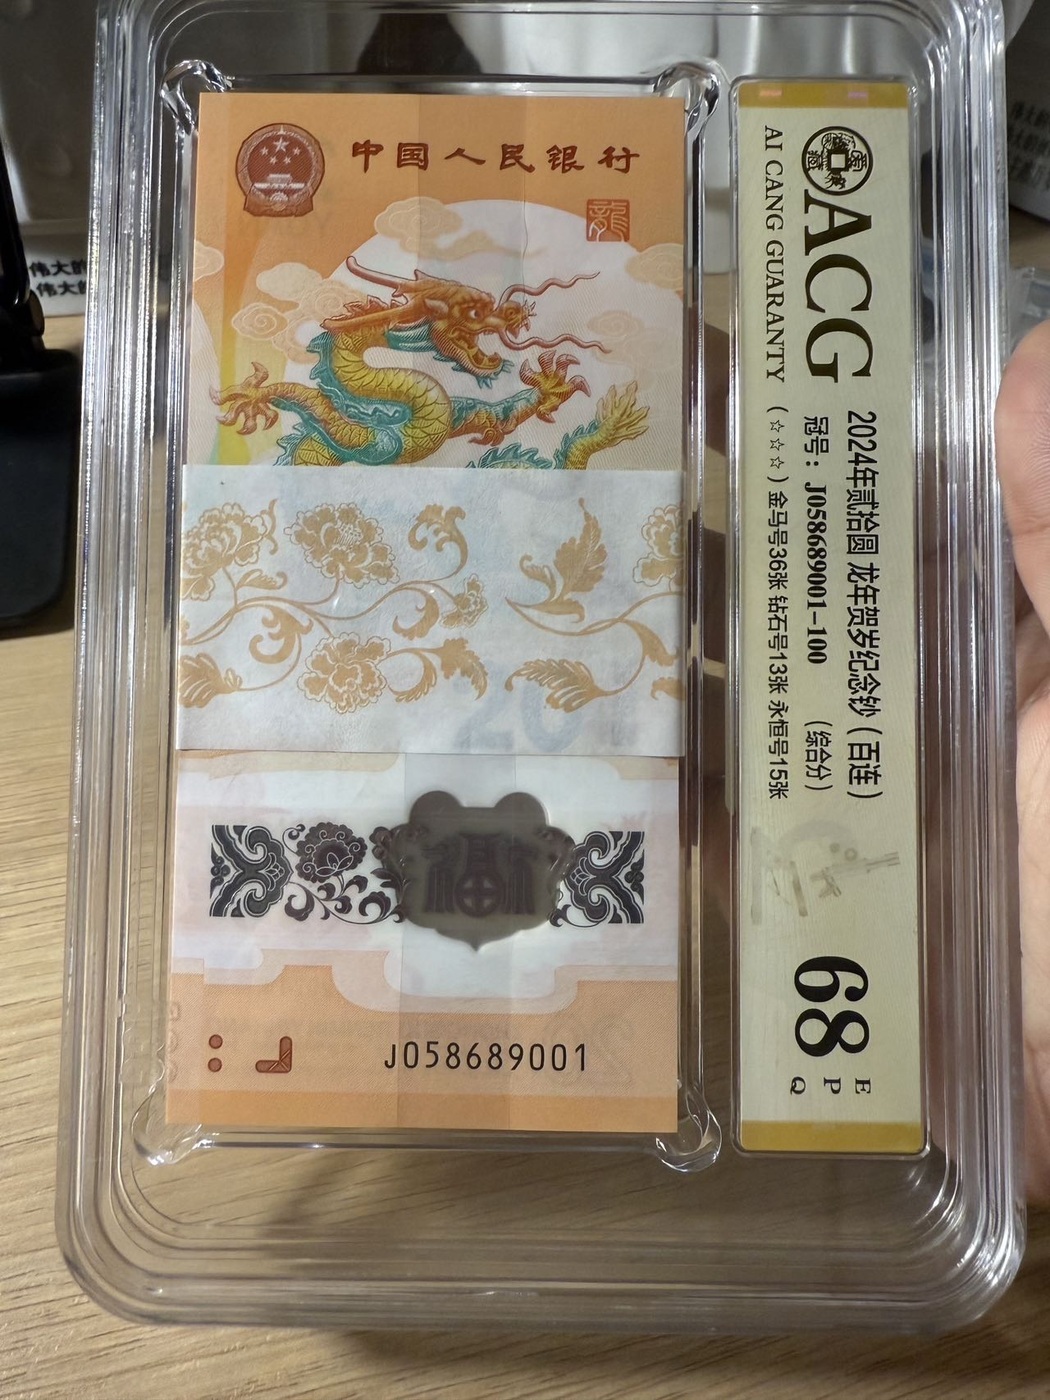 中国人民银行
龍
20
J058689001
ACG
AI CANG GUARANTY
2024年贰拾圆 龙年贺岁纪念钞（百连）
冠号：J058689001-100 （综合分）
（☆☆☆）金马号36张 钻石号13张 永恒号15张
68
E
P
Q
伟大的
伟大的